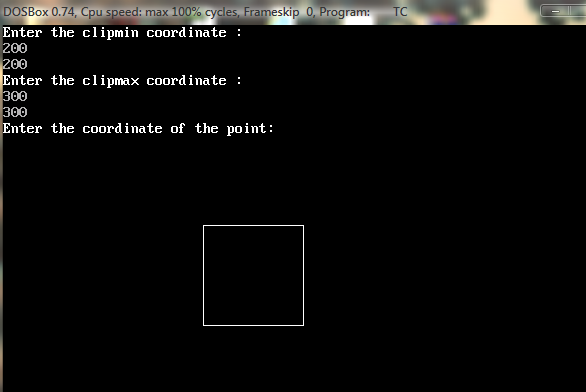 DOSBox 0.74, Cpu speed: max 100% cycles, Frameskip 0, Program: TC
Enter the clipmin coordinate :
200
200
Enter the clipmax coordinate :
300
300
Enter the coordinate of the point: